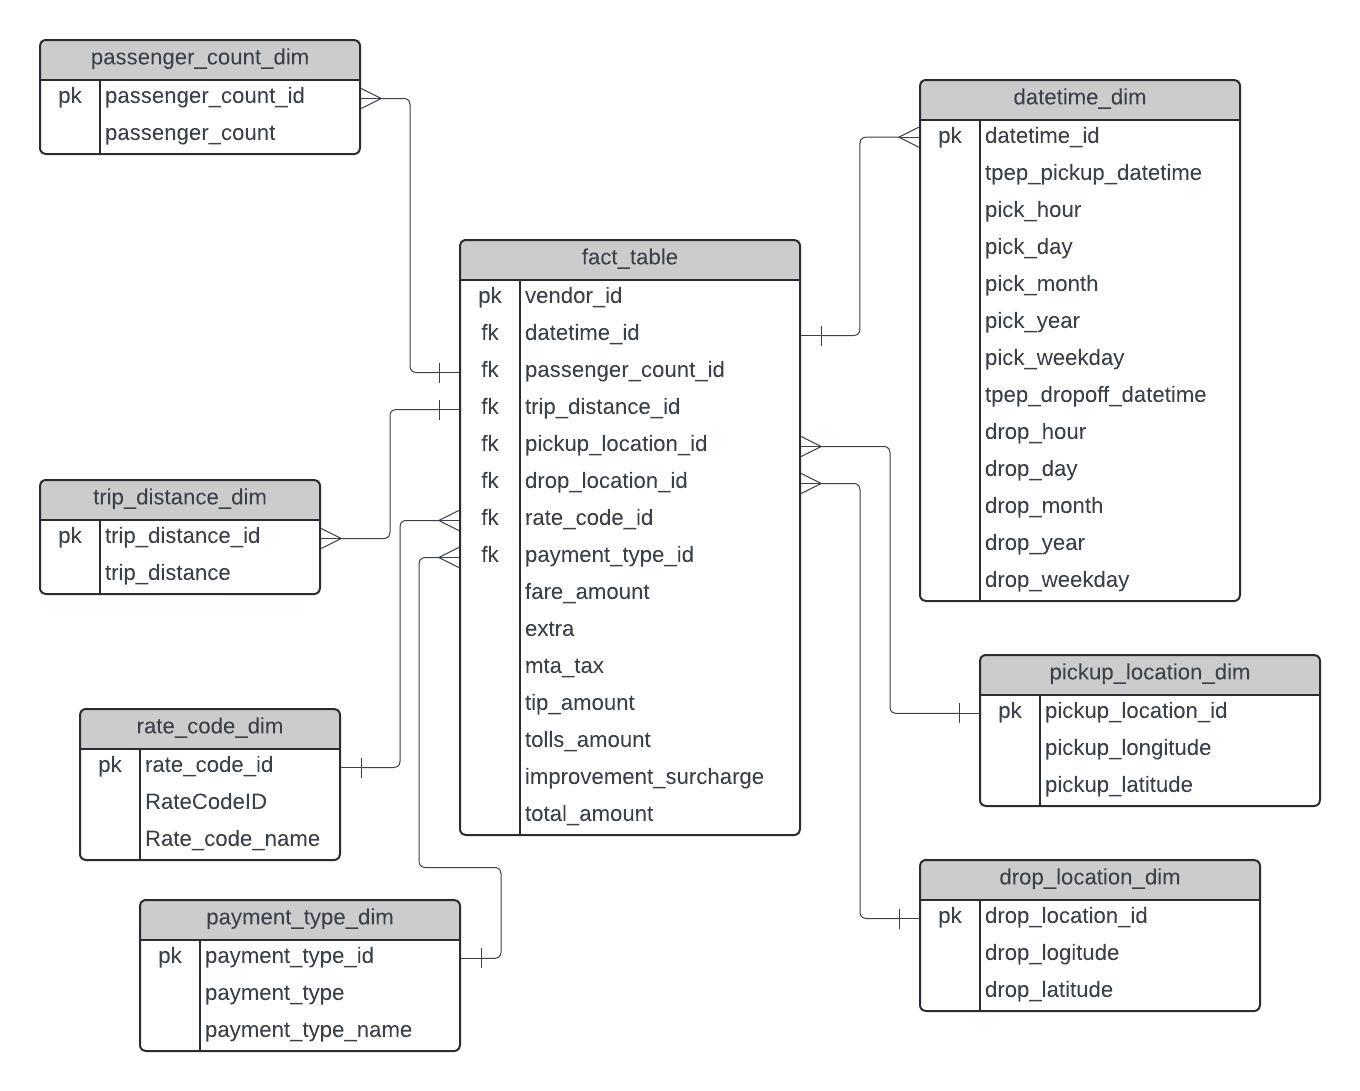 passenger_count_dim
pk passenger_count_id
passenger_count
datetime_dim
pk datetime_id
tpep_pickup_datetime
pick_hour
pick_day
pick_month
pick_year
pick_weekday
tpep_dropoff_datetime
drop_hour
drop_day
drop_month
drop_year
drop_weekday
fact_table
pk vendor_id
fk datetime_id
fk passenger_count_id
fk trip_distance_id
fk pickup_location_id
fk drop_location_id
fk rate_code_id
fk payment_type_id
fare_amount
extra
mta_tax
tip_amount
tolls_amount
improvement_surcharge
total_amount
trip_distance_dim
pk trip_distance_id
trip_distance
pickup_location_dim
pk pickup_location_id
pickup_longitude
pickup_latitude
rate_code_dim
pk rate_code_id
RateCodeID
Rate_code_name
drop_location_dim
pk drop_location_id
drop_logitude
drop_latitude
payment_type_dim
pk payment_type_id
payment_type
payment_type_name